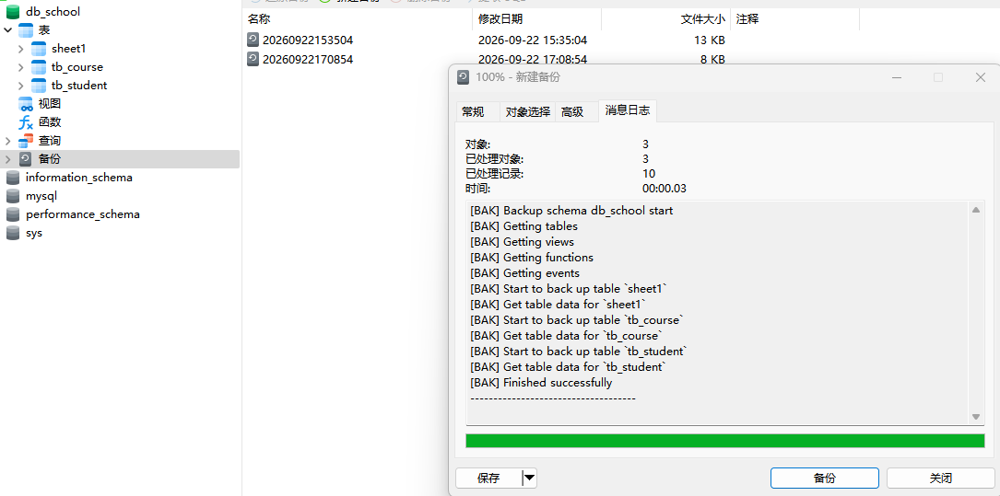 db_school
表
sheet1
tb_course
tb_student
视图
函数
查询
备份
information_schema
mysql
performance_schema
sys
名称 修改日期 文件大小 注释
20260922153504 2026-09-22 15:35:04 13 KB
20260922170854 2026-09-22 17:08:54 8 KB
100% - 新建备份
常规 对象选择 高级 消息日志
对象: 3
已处理对象: 3
已处理记录: 10
时间: 00:00.03
[BAK] Backup schema db_school start
[BAK] Getting tables
[BAK] Getting views
[BAK] Getting functions
[BAK] Getting events
[BAK] Start to back up table `sheet1`
[BAK] Get table data for `sheet1`
[BAK] Start to back up table `tb_course`
[BAK] Get table data for `tb_course`
[BAK] Start to back up table `tb_student`
[BAK] Get table data for `tb_student`
[BAK] Finished successfully
------------------------------------
保存 备份 关闭